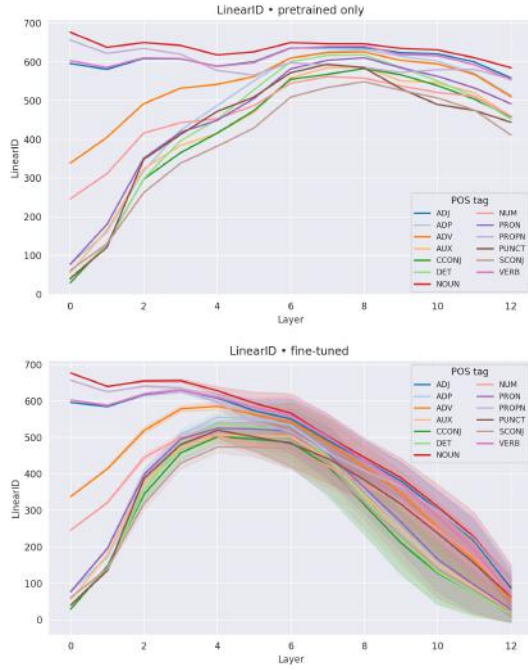 LinearID • pretrained only
700
600
500
400
300
200
100
0
LinearID
0 2 4 6 8 10 12
Layer
POS tag
ADJ NUM
ADP PRON
ADV PROPN
AUX PUNCT
CCONJ SCONJ
DET VERB
NOUN
LinearID • fine-tuned
700
600
500
400
300
200
100
0
LinearID
0 2 4 6 8 10 12
Layer
POS tag
ADJ NUM
ADP PRON
ADV PROPN
AUX PUNCT
CCONJ SCONJ
DET VERB
NOUN